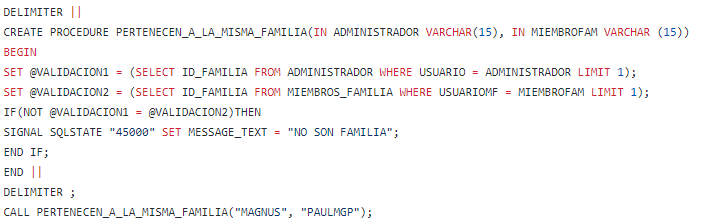 DELIMITER ||
CREATE PROCEDURE PERTENECEN_A_LA_MISMA_FAMILIA(IN ADMINISTRADOR VARCHAR(15), IN MIEMBROFAM VARCHAR (15))
BEGIN
SET @VALIDACION1 = (SELECT ID_FAMILIA FROM ADMINISTRADOR WHERE USUARIO = ADMINISTRADOR LIMIT 1);
SET @VALIDACION2 = (SELECT ID_FAMILIA FROM MIEMBROS_FAMILIA WHERE USUARIOMF = MIEMBROFAM LIMIT 1);
IF(NOT @VALIDACION1 = @VALIDACION2)THEN
SIGNAL SQLSTATE "45000" SET MESSAGE_TEXT = "NO SON FAMILIA";
END IF;
END ||
DELIMITER ;
CALL PERTENECEN_A_LA_MISMA_FAMILIA("MAGNUS", "PAULMGP");